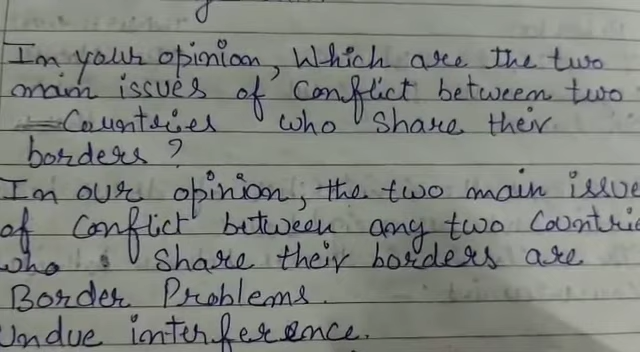 In your opinion, Which are the two
main issues of Conflict between two
Countries who share their
borders ?
In our opinion, the two main issue
of Conflict between any two Countrie
who share their borders are
Border Problems.
Undue interference.